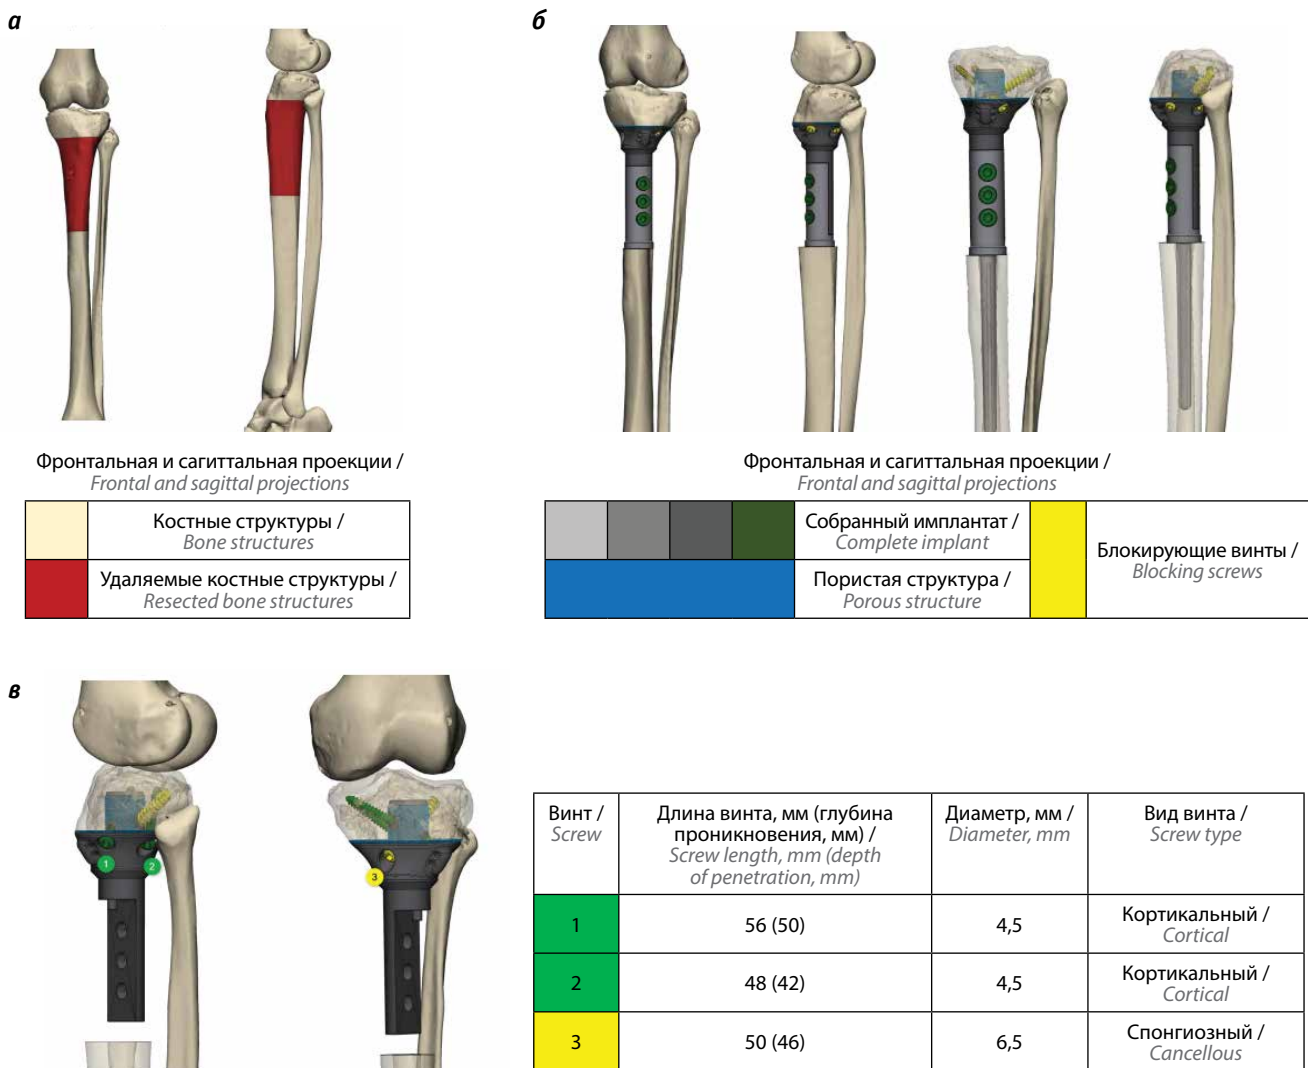 а
б
Фронтальная и сагиттальная проекции /
Frontal and sagittal projections
Костные структуры /
Bone structures
Удаляемые костные структуры /
Resected bone structures
Фронтальная и сагиттальная проекции /
Frontal and sagittal projections
Собранный имплантат /
Complete implant
Пористая структура /
Porous structure
Блокирующие винты /
Blocking screws
в
1
2
3
Винт /
Screw
Длина винта, мм (глубина
проникновения, мм) /
Screw length, mm (depth
of penetration, mm)
Диаметр, мм /
Diameter, mm
Вид винта /
Screw type
1
56 (50)
4,5
Кортикальный /
Cortical
2
48 (42)
4,5
Кортикальный /
Cortical
3
50 (46)
6,5
Спонгиозный /
Cancellous